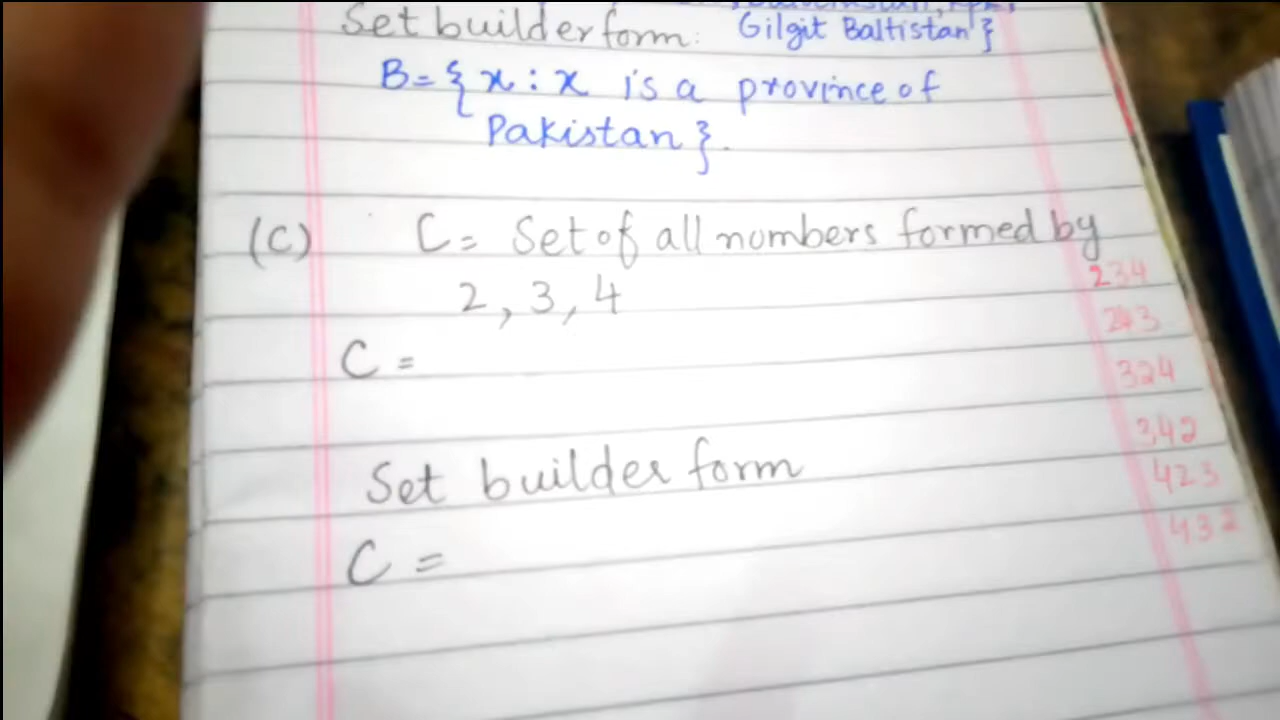 Set builder form: Gilgit Baltistan }
B = { x : x is a province of
Pakistan }.
(C) C = Set of all numbers formed by
2, 3, 4
234
243
C =
324
342
Set builder form
423
432
C =